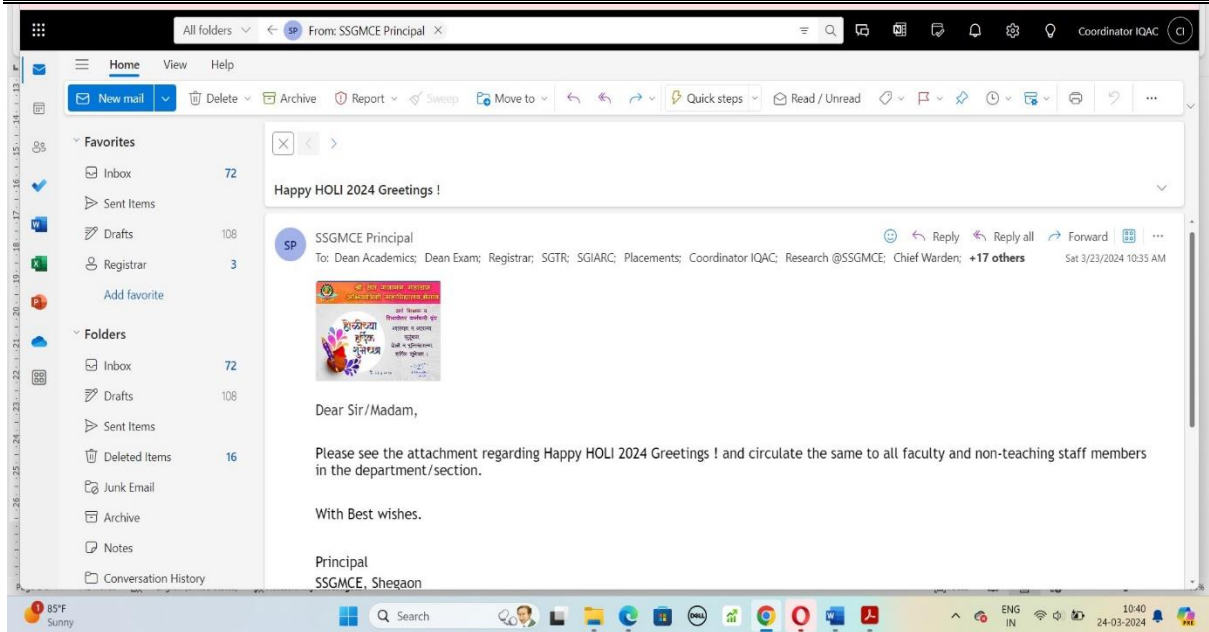 All folders
SP From: SSGMCE Principal
Coordinator IQAC CI
Home View Help
New mail Delete Archive Report Sweep Move to Quick steps Read / Unread
Favorites
Inbox 72
Sent Items
Drafts 108
Registrar 3
Add favorite
Folders
Inbox 72
Drafts 108
Sent Items
Deleted Items 16
Junk Email
Archive
Notes
Conversation History
Happy HOLI 2024 Greetings !
SP SSGMCE Principal
Reply Reply all Forward
To: Dean Academics; Dean Exam; Registrar; SGTR; SGIARC; Placements; Coordinator IQAC; Research @SSGMCE; Chief Warden; +17 others Sat 3/23/2024 10:35 AM
होळीच्या
हार्दिक
शुभेच्छा
Dear Sir/Madam,
Please see the attachment regarding Happy HOLI 2024 Greetings ! and circulate the same to all faculty and non-teaching staff members
in the department/section.
With Best wishes.
Principal
SSGMCE, Shegaon
1 85°F
Sunny
Search
DELL
ENG
IN
10:40
24-03-2024
PRE